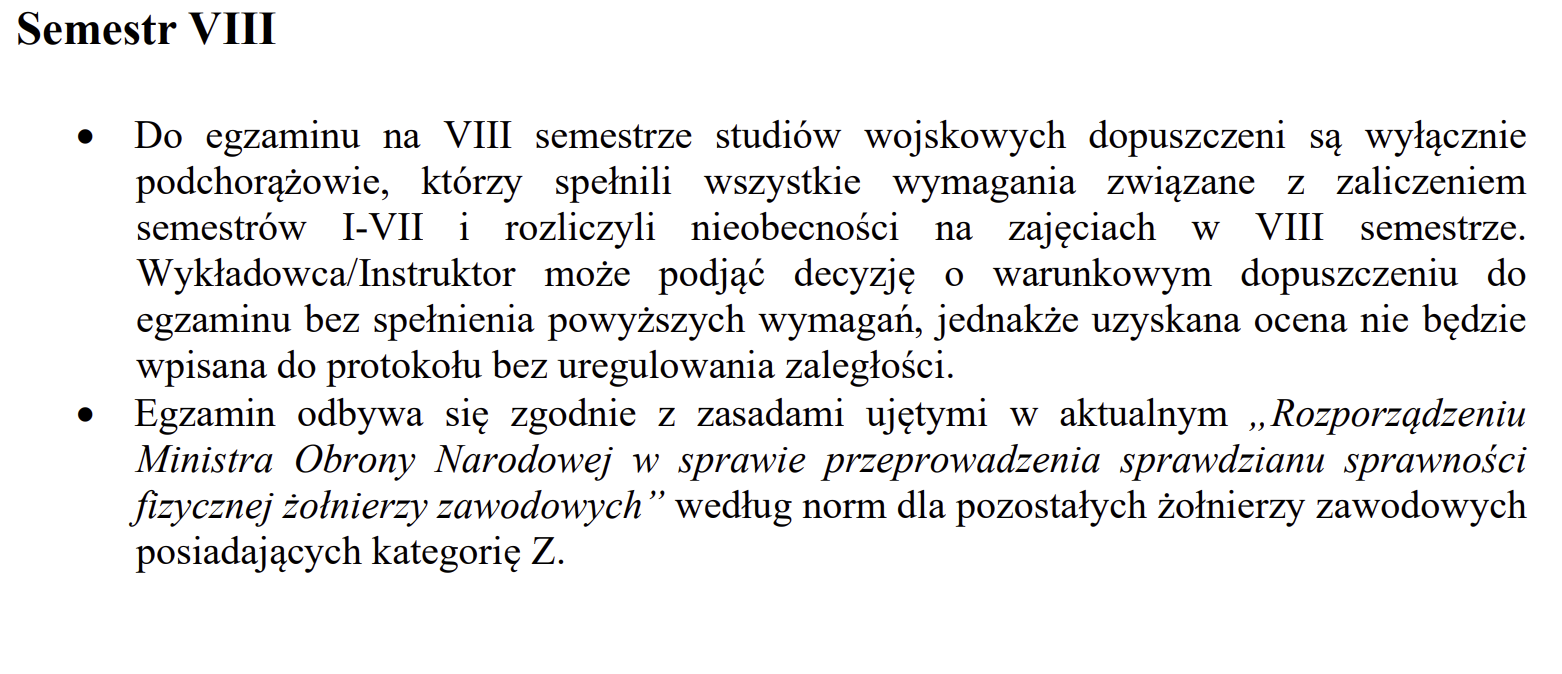 Semestr VIII
• Do egzaminu na VIII semestrze studiów wojskowych dopuszczeni są wyłącznie
podchorążowie, którzy spełnili wszystkie wymagania związane z zaliczeniem
semestrów I-VII i rozliczyli nieobecności na zajęciach w VIII semestrze.
Wykładowca/Instruktor może podjąć decyzję o warunkowym dopuszczeniu do
egzaminu bez spełnienia powyższych wymagań, jednakże uzyskana ocena nie będzie
wpisana do protokołu bez uregulowania zaległości.
• Egzamin odbywa się zgodnie z zasadami ujętymi w aktualnym „Rozporządzeniu
Ministra Obrony Narodowej w sprawie przeprowadzenia sprawdzianu sprawności
fizycznej żołnierzy zawodowych” według norm dla pozostałych żołnierzy zawodowych
posiadających kategorię Z.